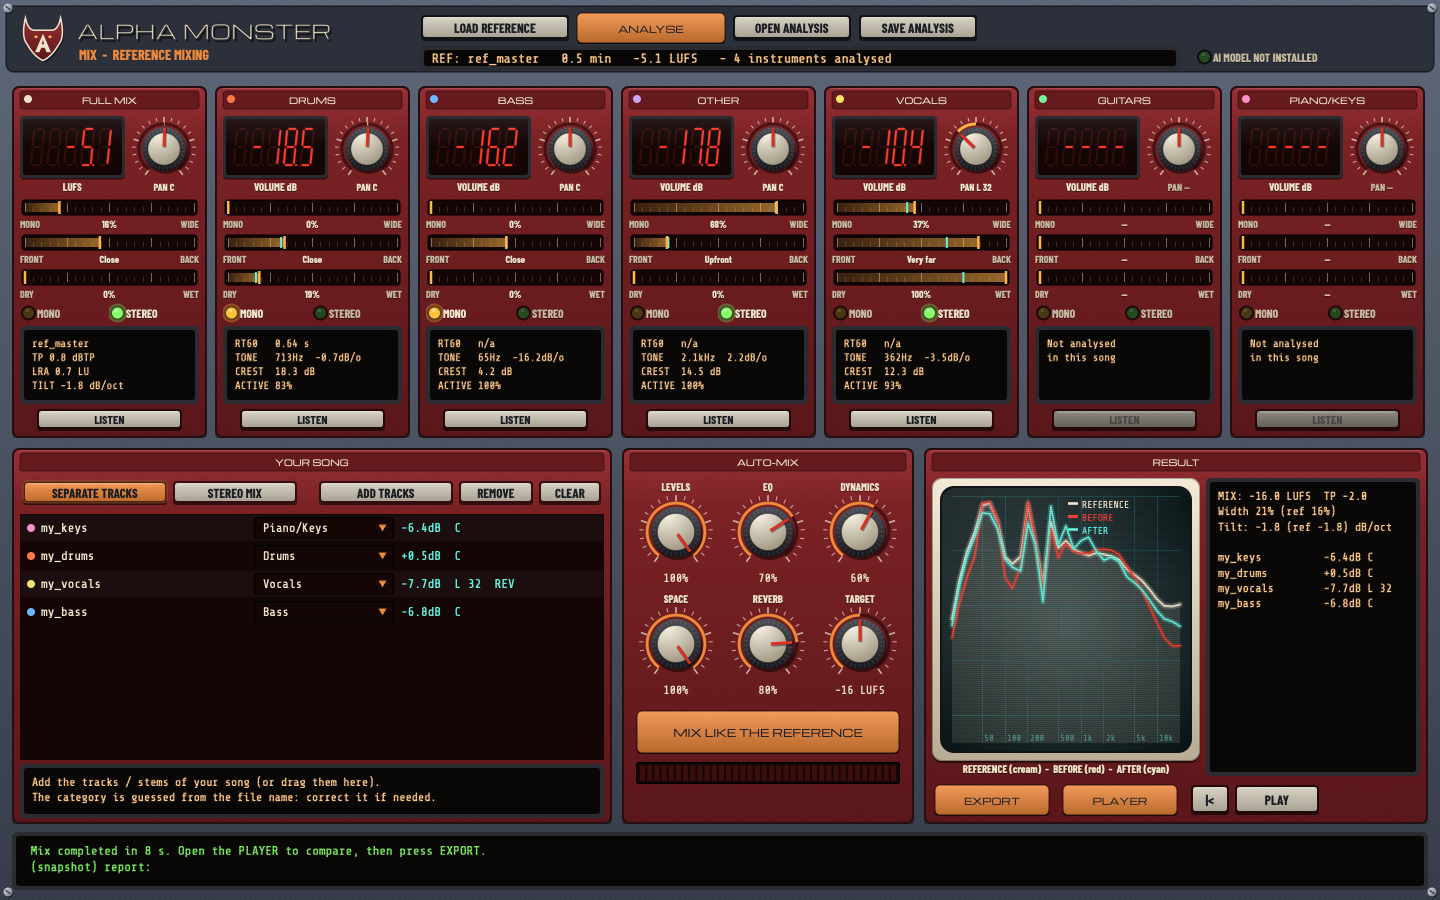 ALPHA MONSTER
MIX - REFERENCE MIXING
LOAD REFERENCE
ANALYSE
OPEN ANALYSIS
SAVE ANALYSIS
REF: ref_master 0.5 min -5.1 LUFS - 4 instruments analysed
AI MODEL NOT INSTALLED
FULL MIX
-5.1
LUFS
PAN C
MONO 16% WIDE
FRONT Close BACK
DRY 0% WET
MONO STEREO
ref_master
TP 0.8 dBTP
LRA 0.7 LU
TILT -1.8 dB/oct
LISTEN
DRUMS
-18.5
VOLUME dB
PAN C
MONO 0% WIDE
FRONT Close BACK
DRY 19% WET
MONO STEREO
RT60 0.64 s
TONE 713Hz -0.7dB/o
CREST 18.3 dB
ACTIVE 83%
LISTEN
BASS
-16.2
VOLUME dB
PAN C
MONO 0% WIDE
FRONT Close BACK
DRY 0% WET
MONO STEREO
RT60 n/a
TONE 65Hz -16.2dB/o
CREST 4.2 dB
ACTIVE 100%
LISTEN
OTHER
-17.8
VOLUME dB
PAN C
MONO 68% WIDE
FRONT Upfront BACK
DRY 0% WET
MONO STEREO
RT60 n/a
TONE 2.1kHz 2.2dB/o
CREST 14.5 dB
ACTIVE 100%
LISTEN
VOCALS
-10.4
VOLUME dB
PAN L 32
MONO 37% WIDE
FRONT Very far BACK
DRY 100% WET
MONO STEREO
RT60 n/a
TONE 362Hz -3.5dB/o
CREST 12.3 dB
ACTIVE 93%
LISTEN
GUITARS
----
VOLUME dB
PAN —
MONO — WIDE
FRONT — BACK
DRY — WET
MONO STEREO
Not analysed
in this song
LISTEN
PIANO/KEYS
----
VOLUME dB
PAN —
MONO — WIDE
FRONT — BACK
DRY — WET
MONO STEREO
Not analysed
in this song
LISTEN
YOUR SONG
SEPARATE TRACKS
STEREO MIX
ADD TRACKS
REMOVE
CLEAR
my_keys Piano/Keys -6.4dB C
my_drums Drums +0.5dB C
my_vocals Vocals -7.7dB L 32 REV
my_bass Bass -6.8dB C
Add the tracks / stems of your song (or drag them here).
The category is guessed from the file name: correct it if needed.
AUTO-MIX
LEVELS EQ DYNAMICS
100% 70% 60%
SPACE REVERB TARGET
100% 80% -16 LUFS
MIX LIKE THE REFERENCE
RESULT
REFERENCE
BEFORE
AFTER
50 100 200 500 1k 2k 5k 10k
REFERENCE (cream) - BEFORE (red) - AFTER (cyan)
MIX: -16.0 LUFS TP -2.0
Width 21% (ref 16%)
Tilt: -1.8 (ref -1.8) dB/oct
my_keys -6.4dB C
my_drums +0.5dB C
my_vocals -7.7dB L 32
my_bass -6.8dB C
EXPORT
PLAYER
|<
PLAY
Mix completed in 8 s. Open the PLAYER to compare, then press EXPORT.
(snapshot) report: